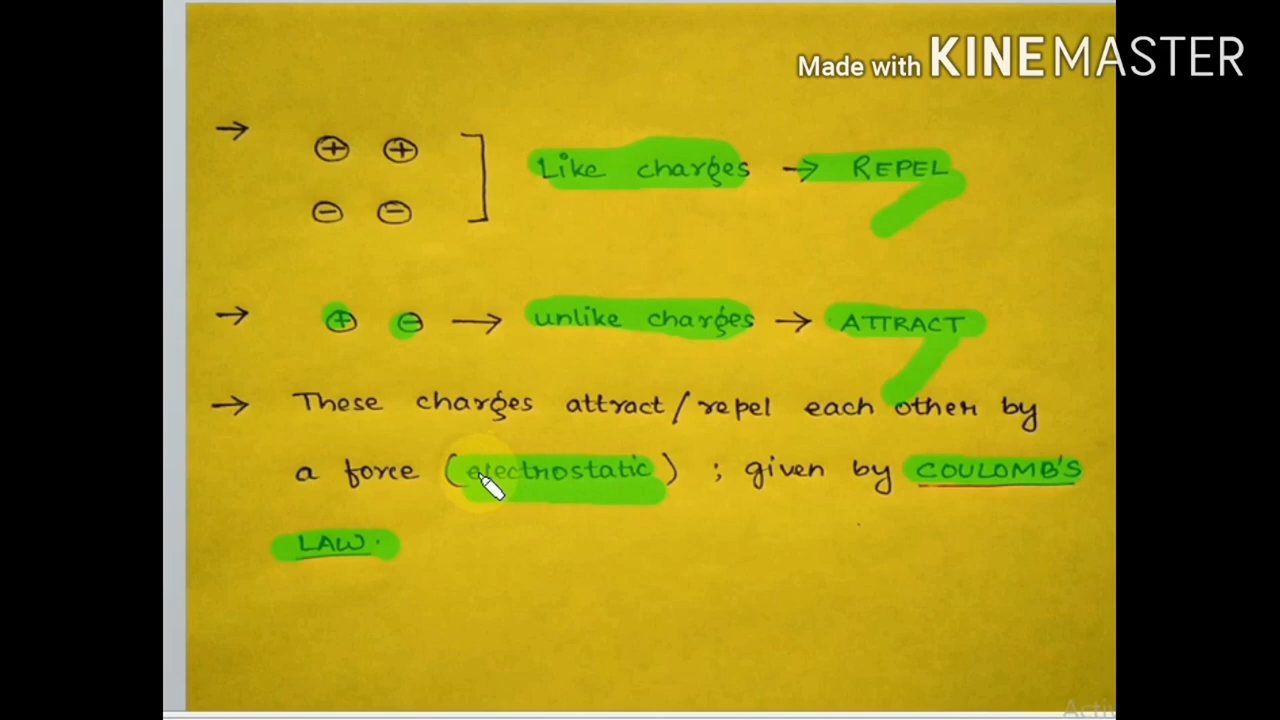 Made with KINEMASTER
→ ⊕ ⊕ ] Like charges → REPEL
⊖ ⊖
→ ⊕ ⊖ → unlike charges → ATTRACT
→ These charges attract/repel each other by
a force (electrostatic) ; given by COULOMB'S
LAW.